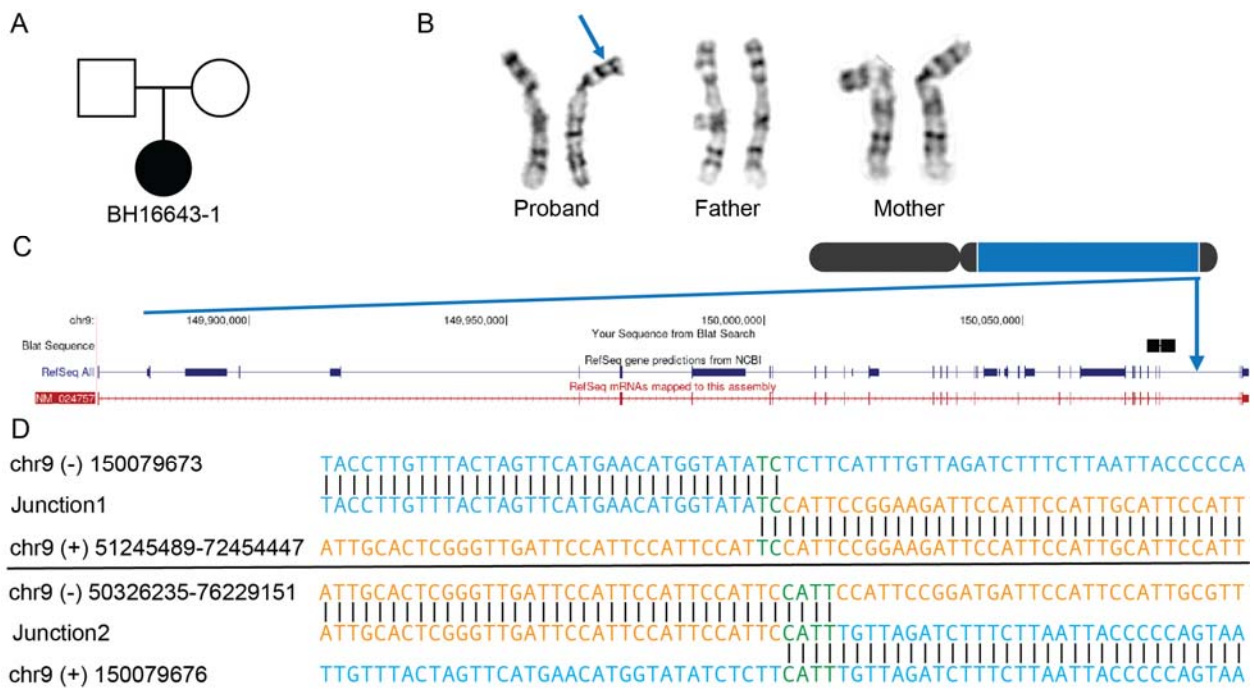 A
B
BH16643-1
Proband
Father
Mother
C
chr9:
149,900,000
149,950,000
150,000,000
150,050,000
Your Sequence from Blat Search
Blat Sequence
RefSeq gene predictions from NCBI
RefSeq All
RefSeq mRNAs mapped to this assembly
NM_024757
D
chr9 (-) 150079673 TACCTTGTTTACTAGTTCATGAACATGGTATATCTCTTCATTTGTTAGATCTTTCTTAATTACCCCCA
Junction1 TACCTTGTTTACTAGTTCATGAACATGGTATATCCATTCCGGAAGATTCCATTCCATTGCATTCCATT
chr9 (+) 51245489-72454447 ATTGCACTCGGGTTGATTCCATTCCATTCCATTCCATTCCGGAAGATTCCATTCCATTGCATTCCATT
chr9 (-) 50326235-76229151 ATTGCACTCGGGTTGATTCCATTCCATTCCATTCCATTCCATTCCGGATGATTCCATTCCATTGCGTT
Junction2 ATTGCACTCGGGTTGATTCCATTCCATTCCATTCCATTTGTTAGATCTTTCTTAATTACCCCCAGTAA
chr9 (+) 150079676 TTGTTTACTAGTTCATGAACATGGTATATCTCTTCATTTGTTAGATCTTTCTTAATTACCCCCAGTAA